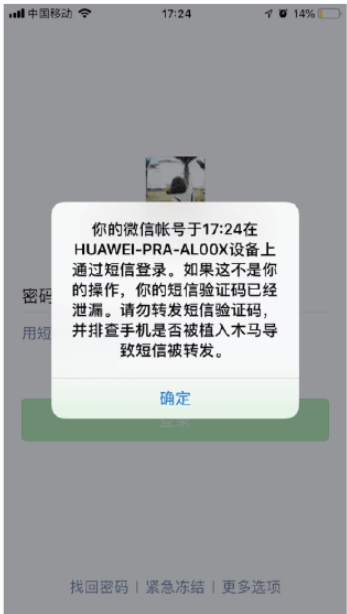 中国移动 17:24 14%
你的微信帐号于17:24在
HUAWEI-PRA-AL00X设备上
通过短信登录。如果这不是你
的操作，你的短信验证码已经
泄漏。请勿转发短信验证码，
并排查手机是否被植入木马导
致短信被转发。
密码
用短
确定
登录
找回密码 | 紧急冻结 | 更多选项